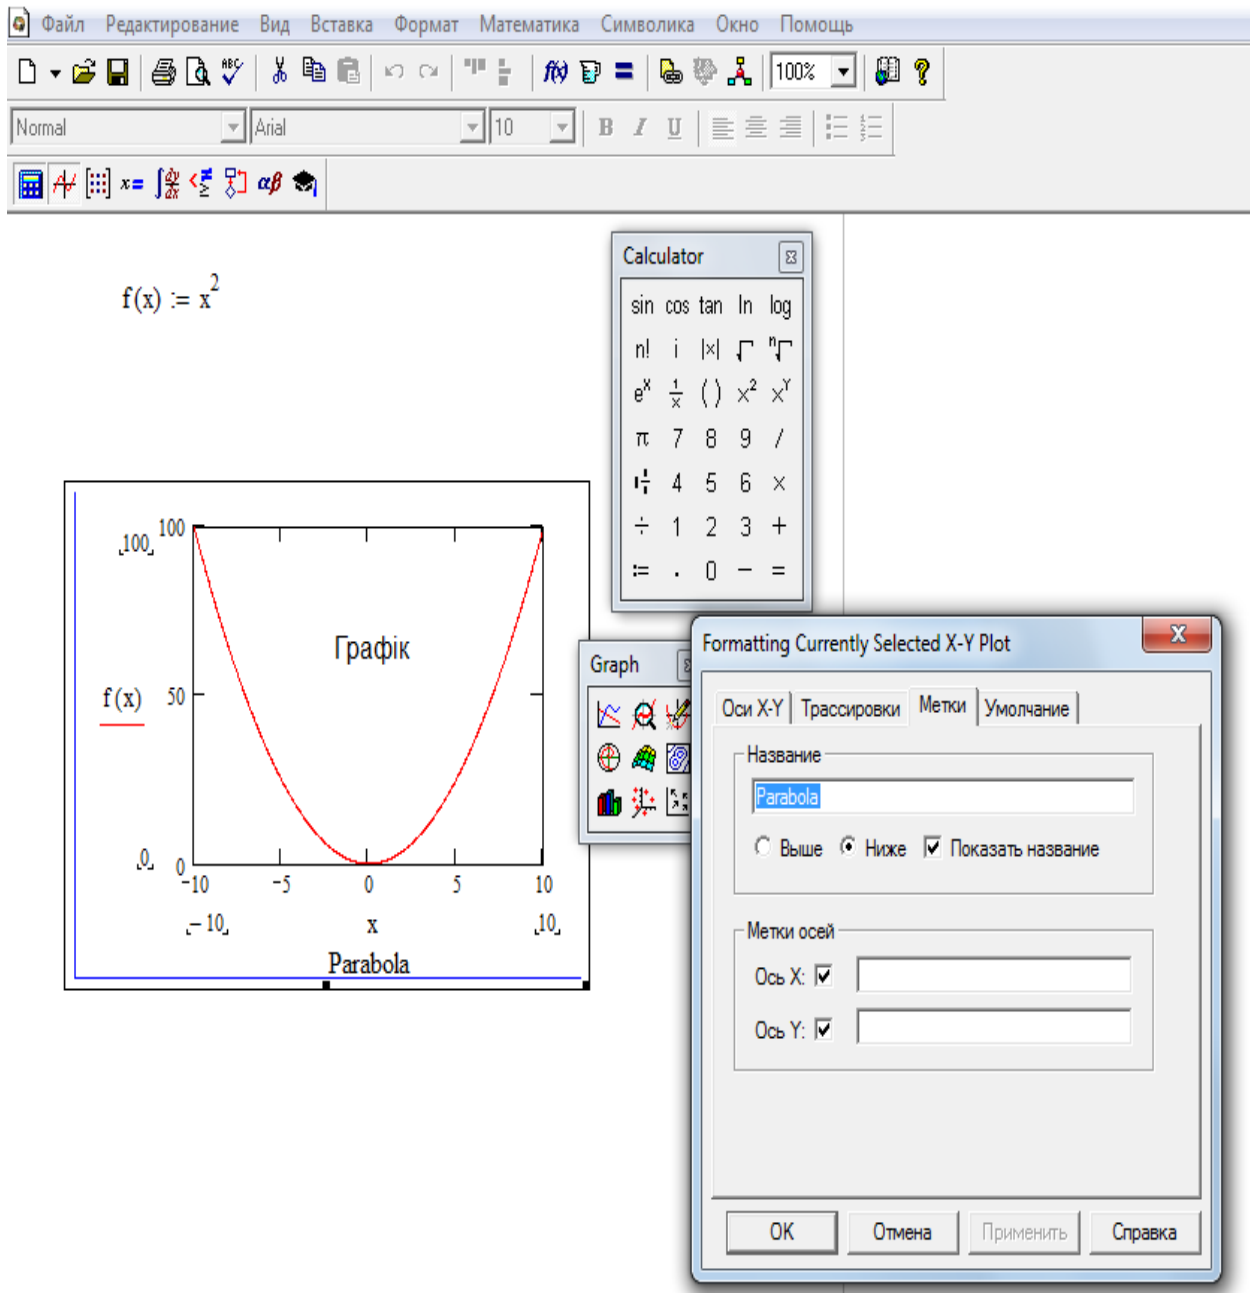 Файл Редактирование Вид Вставка Формат Математика Символика Окно Помощь
100%
Normal Arial 10 B I U
x= αβ
f(x) := x²
Calculator
sin cos tan ln log
n! i |×| √ ⁿ√
eˣ 1/x ( ) ×² ×ʸ
π 7 8 9 /
4 5 6 ×
÷ 1 2 3 +
:= . 0 − =
100 100
Графік
f(x) 50
0 0
-10 -5 0 5 10
-10 x 10
Parabola
Graph
Formatting Currently Selected X-Y Plot
Оси X-Y Трассировки Метки Умолчание
Название
Parabola
Выше Ниже Показать название
Метки осей
Ось X:
Ось Y:
OK Отмена Применить Справка